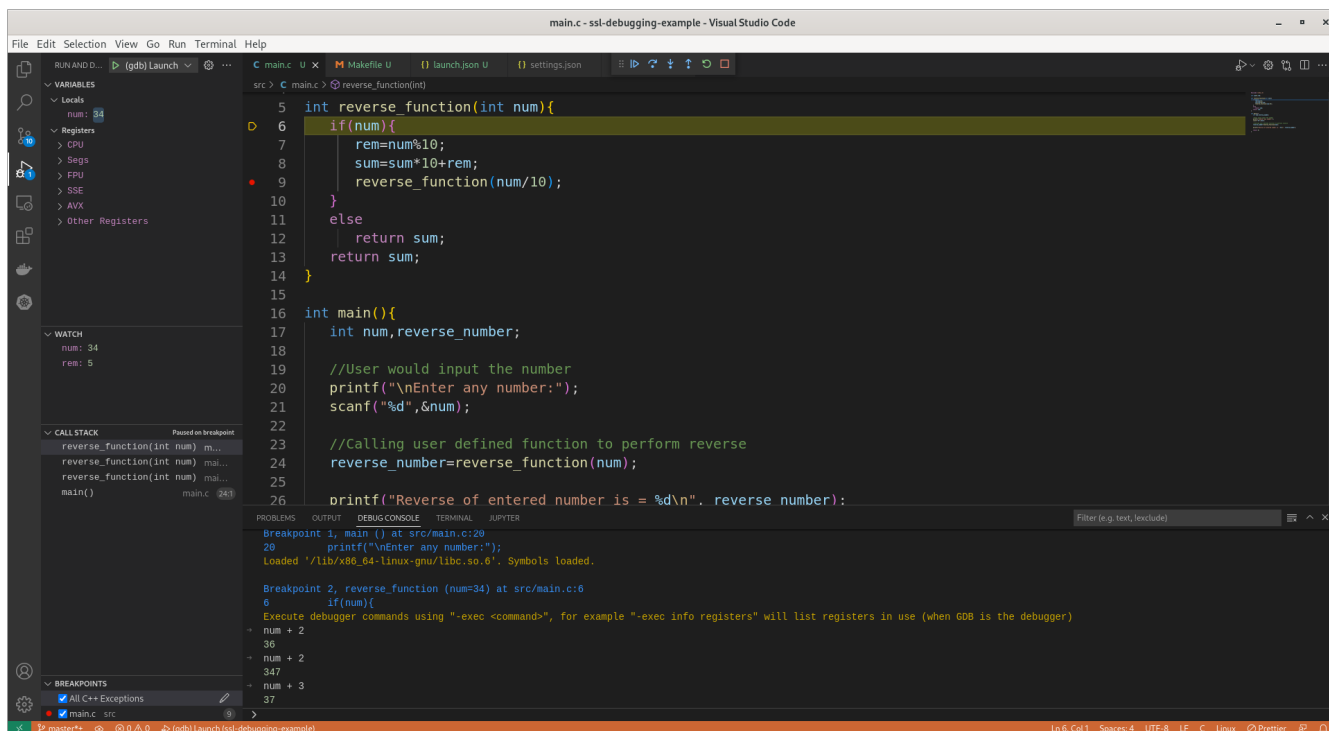 main.c - ssl-debugging-example - Visual Studio Code
File Edit Selection View Go Run Terminal Help
RUN AND D... (gdb) Launch ...
VARIABLES
Locals
num: 34
Registers
CPU
Segs
FPU
SSE
AVX
Other Registers
WATCH
num: 34
rem: 5
CALL STACK Paused on breakpoint
reverse_function(int num) m...
reverse_function(int num) mai...
reverse_function(int num) mai...
main() main.c 24:1
BREAKPOINTS
All C++ Exceptions
main.c src 9
10
1
C main.c U X M Makefile U {} launch.json U {} settings.json
src > C main.c > reverse_function(int)
5 int reverse_function(int num){
6 if(num){
7 rem=num%10;
8 sum=sum*10+rem;
9 reverse_function(num/10);
10 }
11 else
12 return sum;
13 return sum;
14 }
15
16 int main(){
17 int num,reverse_number;
18
19 //User would input the number
20 printf("\nEnter any number:");
21 scanf("%d",&num);
22
23 //Calling user defined function to perform reverse
24 reverse_number=reverse_function(num);
25
26 printf("Reverse of entered number is = %d\n", reverse_number);
PROBLEMS OUTPUT DEBUG CONSOLE TERMINAL JUPYTER Filter (e.g. text, !exclude)
Breakpoint 1, main () at src/main.c:20
20 printf("\nEnter any number:");
Loaded '/lib/x86_64-linux-gnu/libc.so.6'. Symbols loaded.
Breakpoint 2, reverse_function (num=34) at src/main.c:6
6 if(num){
Execute debugger commands using "-exec <command>", for example "-exec info registers" will list registers in use (when GDB is the debugger)
num + 2
36
num + 2
347
num + 3
37
>
master*+ 0 0 (gdb) Launch (ssl-debugging-example) Ln 6, Col 1 Spaces: 4 UTF-8 LF C Linux Prettier